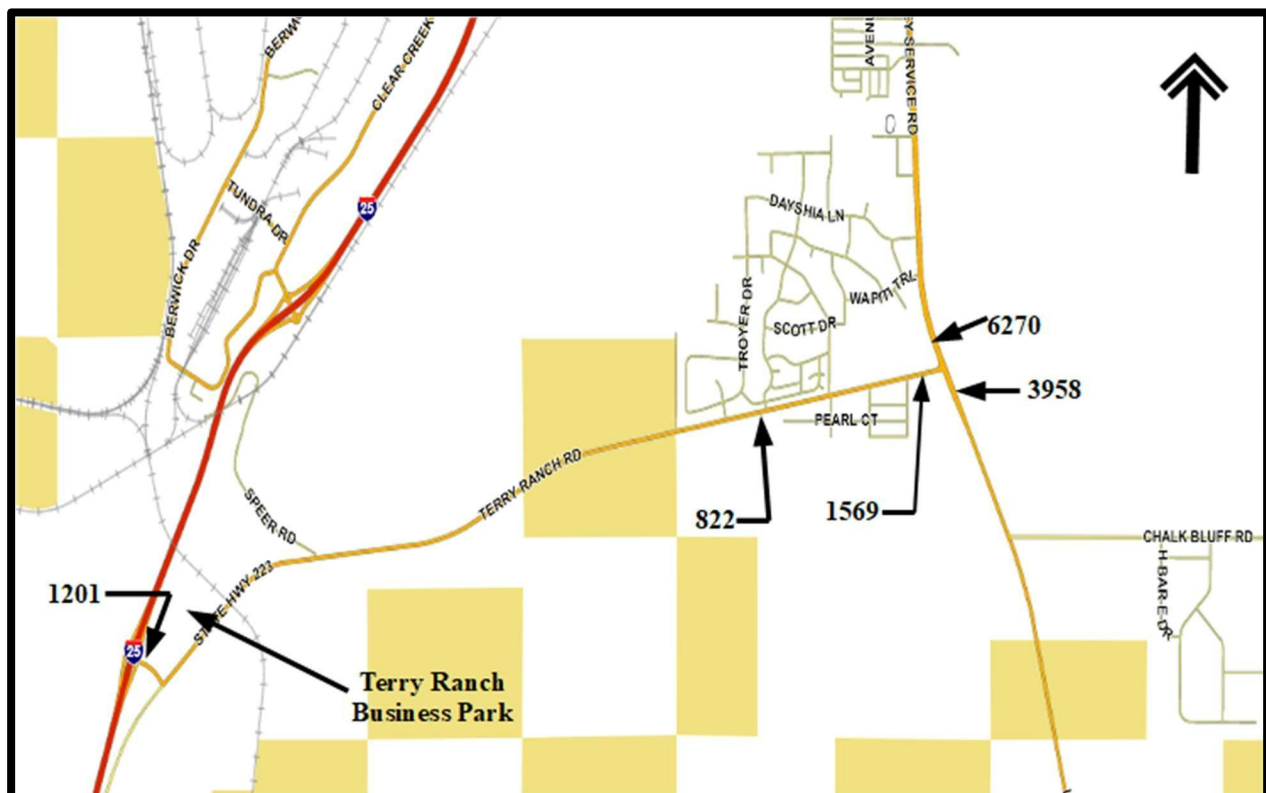 BERW
CLEAR CREEK
AVENU
Y SERVICE RD
25
TUNDRA DR
DAYSHIA LN
BERWICK DR
WAPITI TRL
TROYER DR
SCOTT DR
6270
3958
PEARL CT
TERRY RANCH RD
822
1569
SPEER RD
CHALK BLUFF RD
H-BAR-E-DR
STATE HWY 223
1201
25
Terry Ranch
Business Park